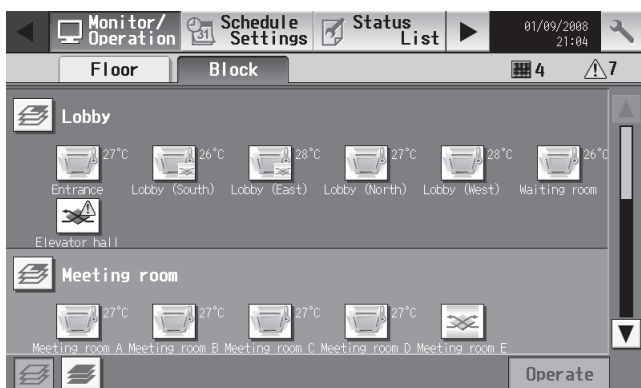 Monitor/ Operation 31 Schedule Settings Status List 01/09/2008 21:04
Floor Block 4 7
Lobby
27°C 26°C 28°C 27°C 28°C 26°C
Entrance Lobby (South) Lobby (East) Lobby (North) Lobby (West) Waiting room
Elevator hall
Meeting room
27°C 27°C 27°C 27°C
Meeting room A Meeting room B Meeting room C Meeting room D Meeting room E
Operate